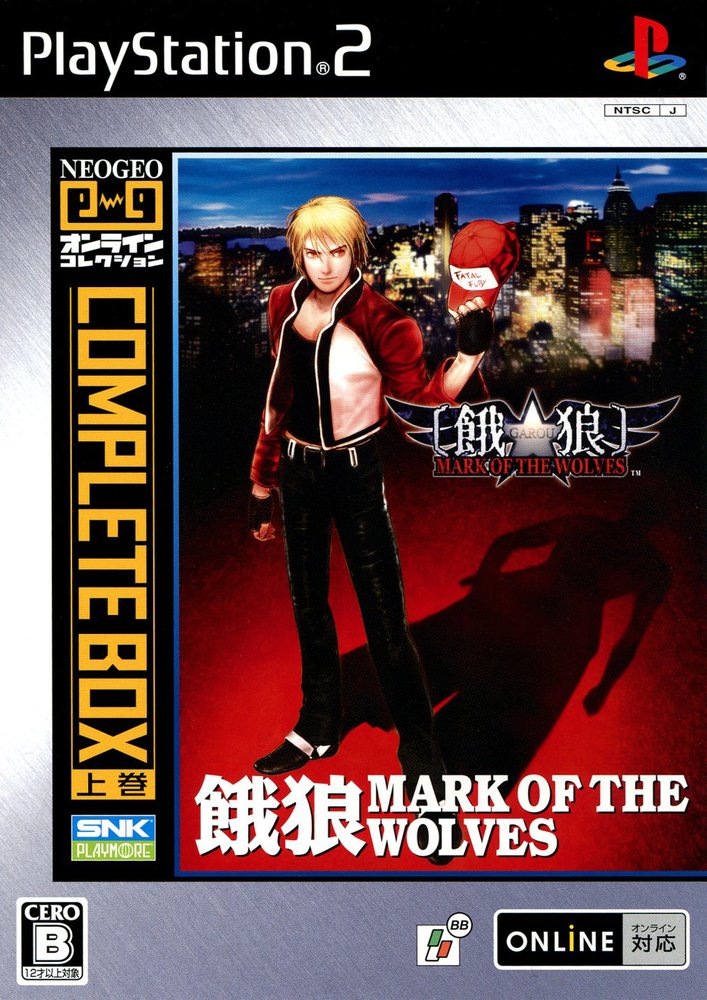 PlayStation®2
NTSC J
NEOGEO
オンライン
コレクション
COMPLETE BOX
上巻
SNK
PLAYMORE®
FATAL
FURY
餓狼
GAROU
MARK OF THE WOLVES™
餓狼 MARK OF THE
WOLVES
CERO
B
12才以上対象
BB
ONLiNE
オンライン
対応